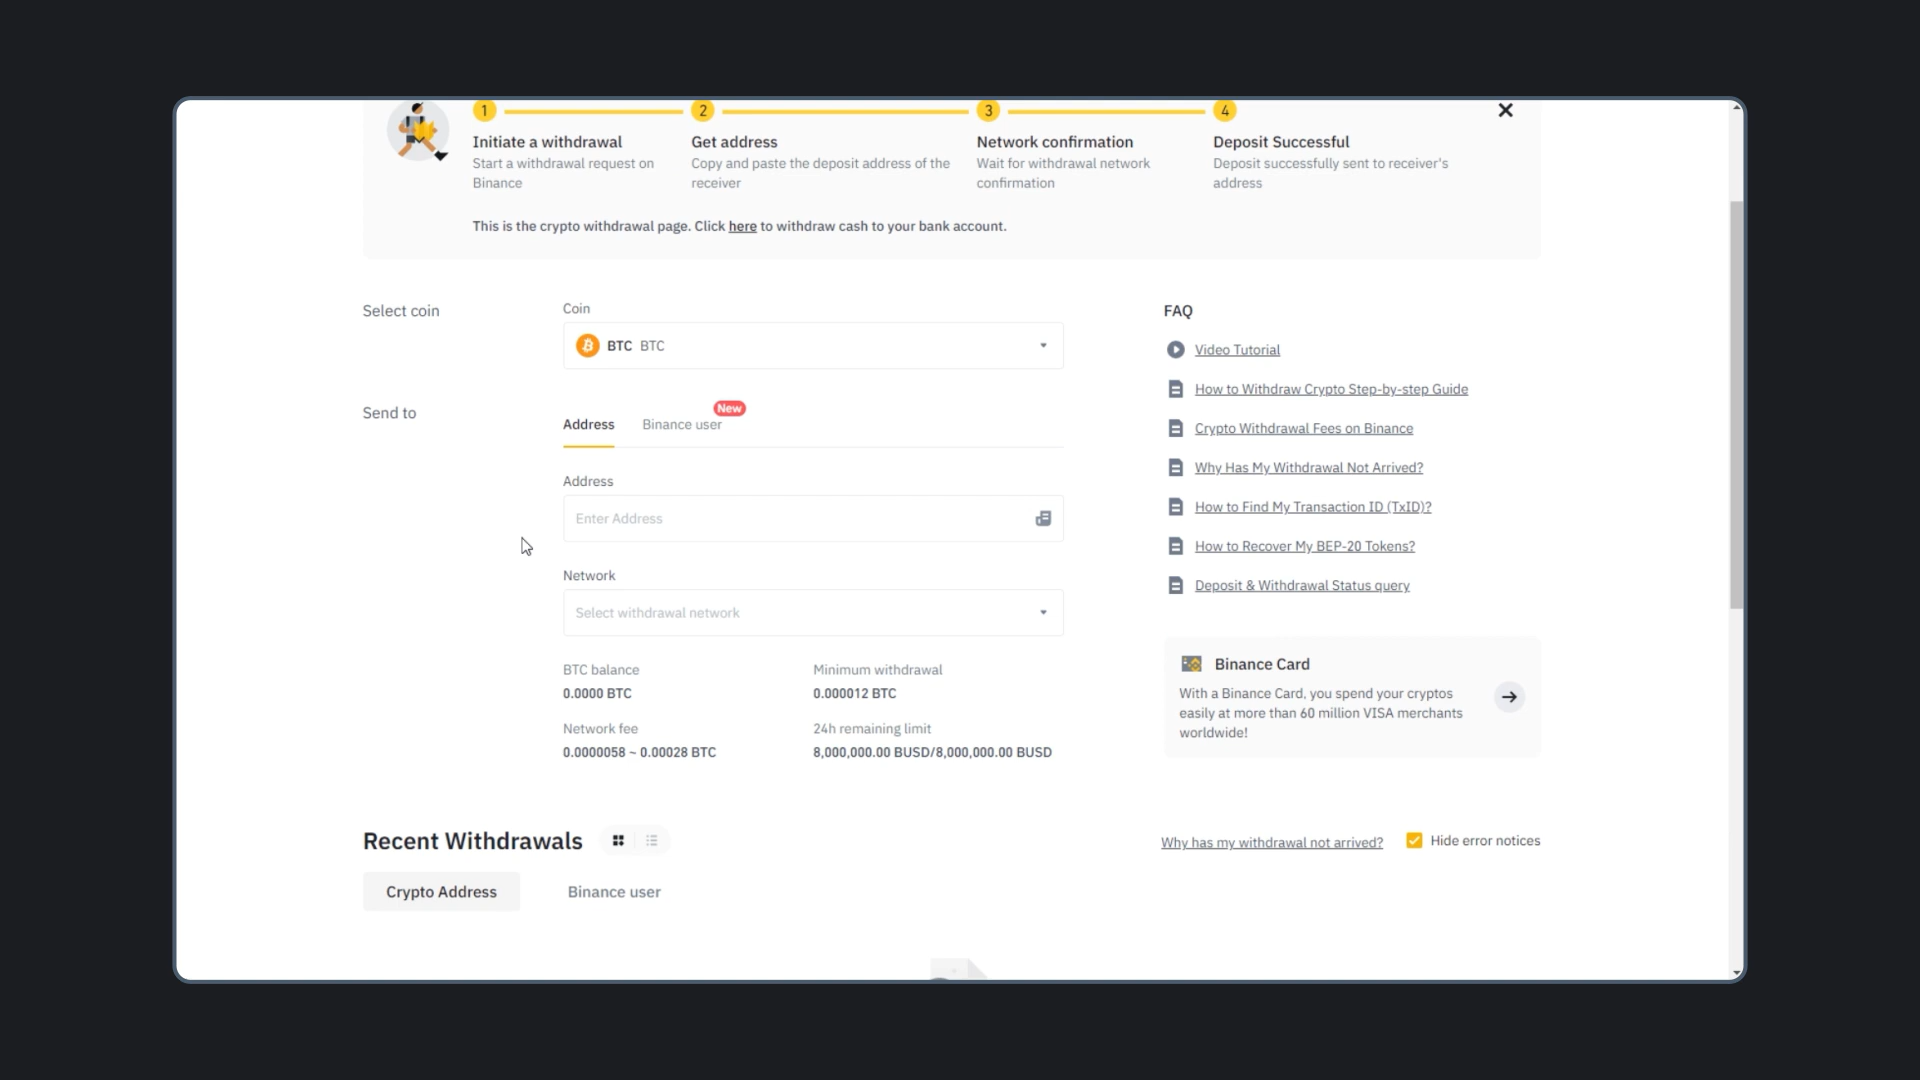 1
2
3
4
Initiate a withdrawal
Start a withdrawal request on
Binance
Get address
Copy and paste the deposit address of the
receiver
Network confirmation
Wait for withdrawal network
confirmation
Deposit Successful
Deposit successfully sent to receiver's
address
This is the crypto withdrawal page. Click here to withdraw cash to your bank account.
Select coin
Coin
BTC BTC
Send to
Address
Binance user
New
Address
Enter Address
Network
Select withdrawal network
BTC balance
0.0000 BTC
Minimum withdrawal
0.000012 BTC
Network fee
0.0000058 ~ 0.00028 BTC
24h remaining limit
8,000,000.00 BUSD/8,000,000.00 BUSD
FAQ
Video Tutorial
How to Withdraw Crypto Step-by-step Guide
Crypto Withdrawal Fees on Binance
Why Has My Withdrawal Not Arrived?
How to Find My Transaction ID (TxID)?
How to Recover My BEP-20 Tokens?
Deposit & Withdrawal Status query
Binance Card
With a Binance Card, you spend your cryptos
easily at more than 60 million VISA merchants
worldwide!
Recent Withdrawals
Why has my withdrawal not arrived?
Hide error notices
Crypto Address
Binance user